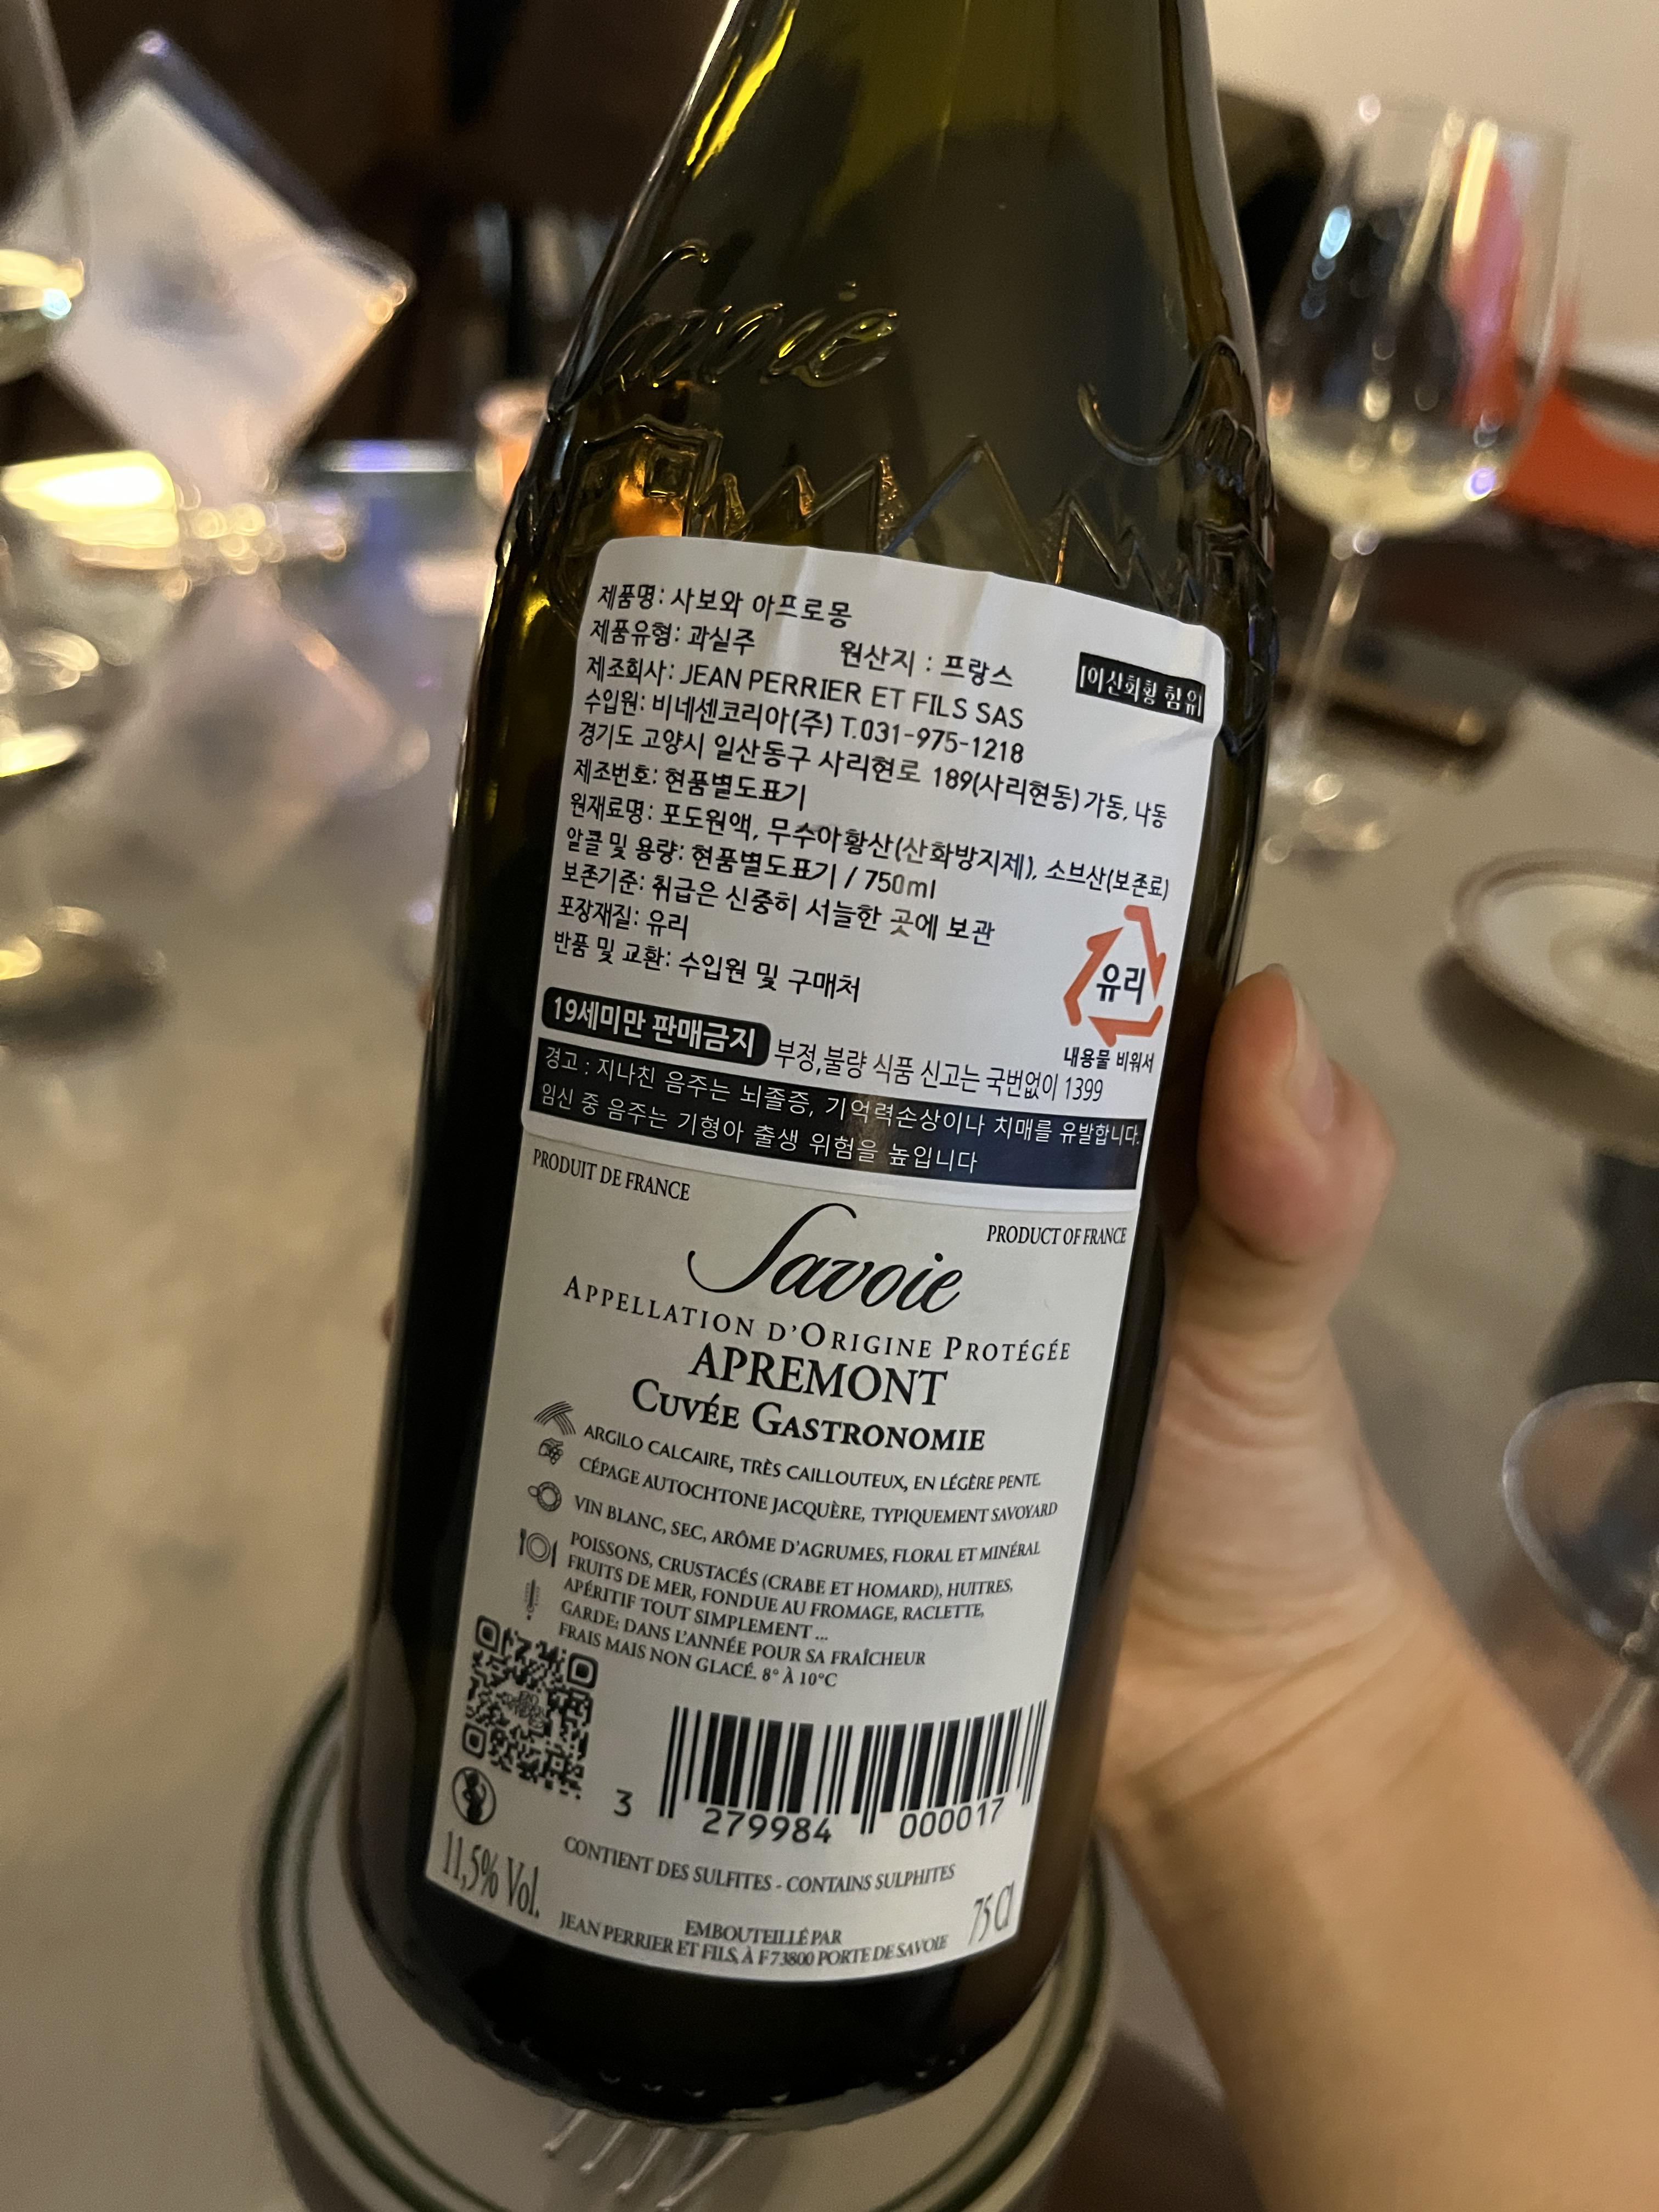 Savoie
제품명: 사보와 아프로몽
제품유형: 과실주 원산지 : 프랑스
[이산화황 함유]
제조회사: JEAN PERRIER ET FILS SAS
수입원: 비네센코리아(주) T.031-975-1218
경기도 고양시 일산동구 사리현로 189(사리현동) 가동, 나동
제조번호: 현품별도표기
원재료명: 포도원액, 무수아황산(산화방지제), 소브산(보존료)
알콜 및 용량: 현품별도표기 / 750ml
보존기준: 취급은 신중히 서늘한 곳에 보관
포장재질: 유리
반품 및 교환: 수입원 및 구매처
유리
내용물 비워서
19세미만 판매금지 부정,불량 식품 신고는 국번없이 1399
경고 : 지나친 음주는 뇌졸증, 기억력손상이나 치매를 유발합니다.
임신 중 음주는 기형아 출생 위험을 높입니다
PRODUIT DE FRANCE
PRODUCT OF FRANCE
Savoie
APPELLATION D'ORIGINE PROTÉGÉE
APREMONT
CUVÉE GASTRONOMIE
ARGILO CALCAIRE, TRÈS CAILLOUTEUX, EN LÉGÈRE PENTE.
CÉPAGE AUTOCHTONE JACQUÈRE, TYPIQUEMENT SAVOYARD
VIN BLANC, SEC, ARÔME D'AGRUMES, FLORAL ET MINÉRAL
POISSONS, CRUSTACÉS (CRABE ET HOMARD), HUITRES,
FRUITS DE MER, FONDUE AU FROMAGE, RACLETTE,
APÉRITIF TOUT SIMPLEMENT ...
GARDE: DANS L'ANNÉE POUR SA FRAÎCHEUR
FRAIS MAIS NON GLACÉ. 8° À 10°C
3 279984 000017
CONTIENT DES SULFITES - CONTAINS SULPHITES
11,5% Vol.
75 Cl
EMBOUTEILLÉ PAR
JEAN PERRIER ET FILS, À F 73800 PORTE DE SAVOIE